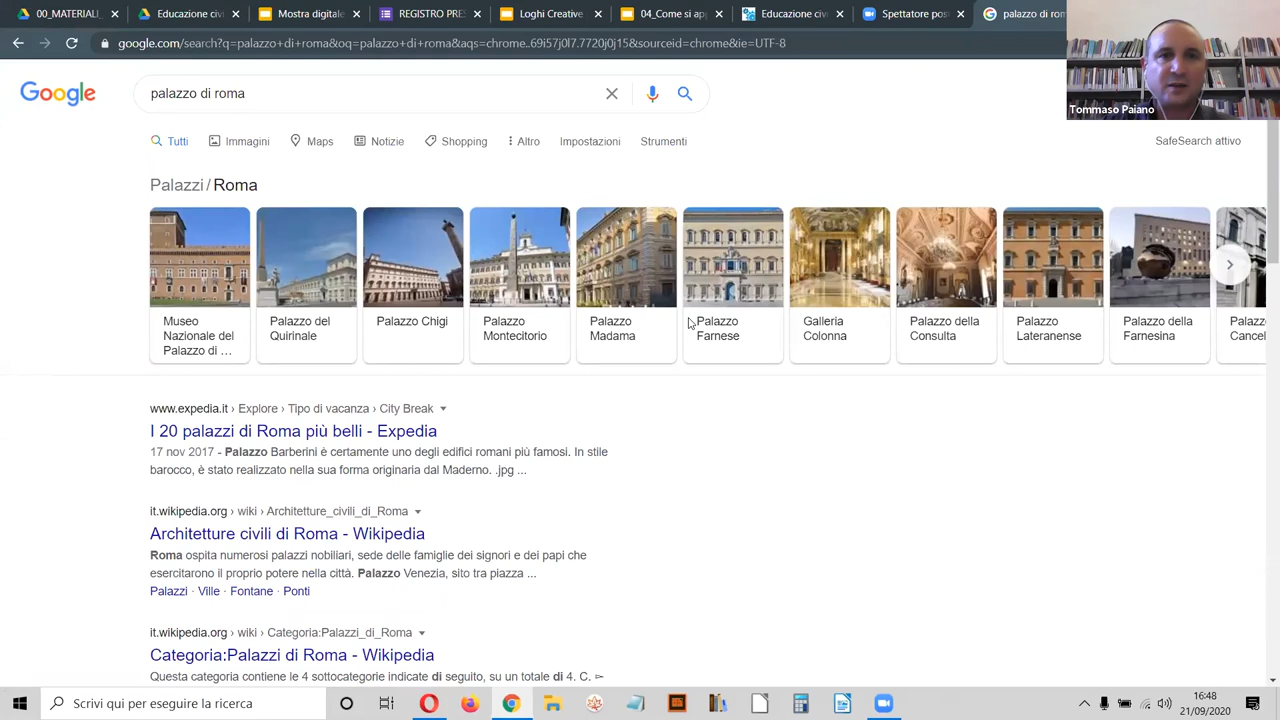 00_MATERIAL_
Educazione civ
Mostra digitale
REGISTRO PRES
Loghi Creative
04_Come si ap
Educazione civ
Spettatore pos
palazzo di ro
google.com/search?q=palazzo+di+roma&oq=palazzo+di+roma&aqs=chrome..69i57j0l7.7720j0j15&sourceid=chrome&ie=UTF-8
Tommaso Paiano
Google
palazzo di roma
Tutti
Immagini
Maps
Notizie
Shopping
Altro
Impostazioni
Strumenti
SafeSearch attivo
Palazzi / Roma
Museo
Nazionale del
Palazzo di ...
Palazzo del
Quirinale
Palazzo Chigi
Palazzo
Montecitorio
Palazzo
Madama
Palazzo
Farnese
Galleria
Colonna
Palazzo della
Consulta
Palazzo
Lateranense
Palazzo della
Farnesina
Palazz
Cancel
www.expedia.it › Explore › Tipo di vacanza › City Break
I 20 palazzi di Roma più belli - Expedia
17 nov 2017 - Palazzo Barberini è certamente uno degli edifici romani più famosi. In stile
barocco, è stato realizzato nella sua forma originaria dal Maderno. .jpg ...
it.wikipedia.org › wiki › Architetture_civili_di_Roma
Architetture civili di Roma - Wikipedia
Roma ospita numerosi palazzi nobiliari, sede delle famiglie dei signori e dei papi che
esercitarono il proprio potere nella città. Palazzo Venezia, sito tra piazza ...
Palazzi · Ville · Fontane · Ponti
it.wikipedia.org › wiki › Categoria:Palazzi_di_Roma
Categoria:Palazzi di Roma - Wikipedia
Questa categoria contiene le 4 sottocategorie indicate di seguito, su un totale di 4. C. ▻
Scrivi qui per eseguire la ricerca
16:48
21/09/2020